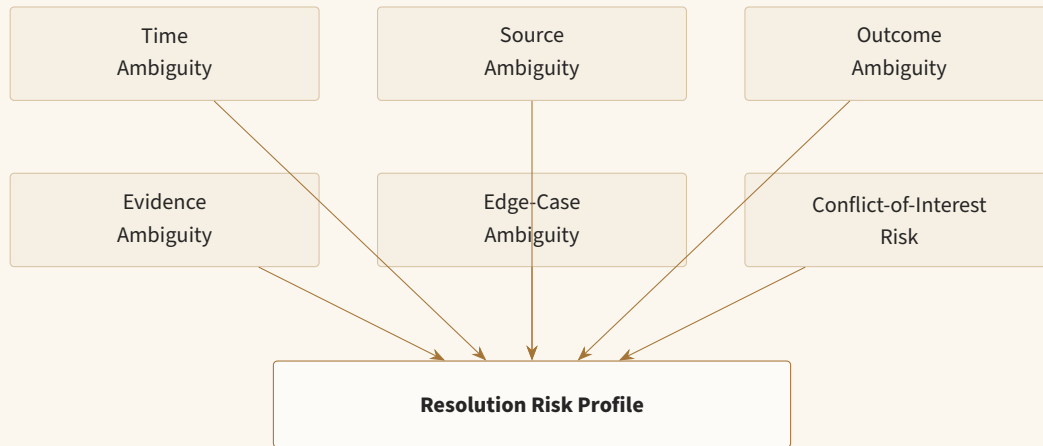 Time
Ambiguity
Source
Ambiguity
Outcome
Ambiguity
Evidence
Ambiguity
Edge-Case
Ambiguity
Conflict-of-Interest
Risk
Resolution Risk Profile